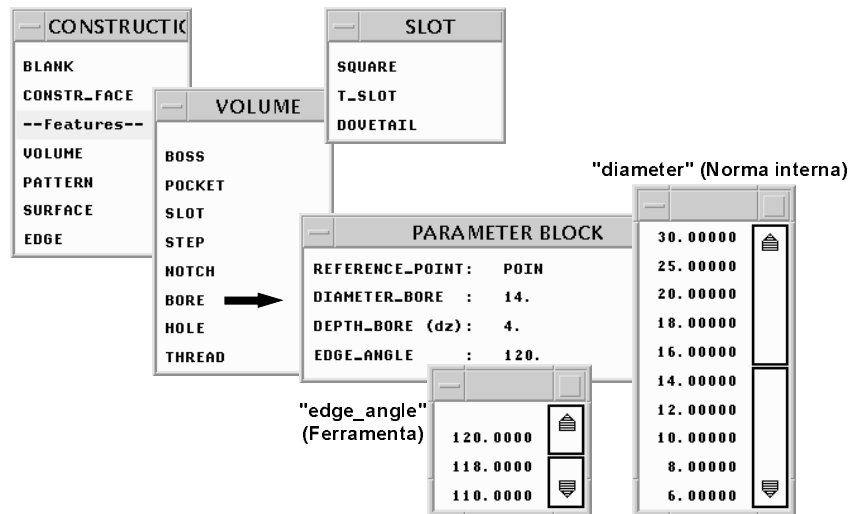 CONSTRUCTI
BLANK
CONSTR_FACE
--Features--
VOLUME
PATTERN
SURFACE
EDGE
VOLUME
BOSS
POCKET
SLOT
STEP
NOTCH
BORE
HOLE
THREAD
SLOT
SQUARE
T_SLOT
DOVETAIL
PARAMETER BLOCK
REFERENCE_POINT: POIN
DIAMETER_BORE : 14.
DEPTH_BORE (dz): 4.
EDGE_ANGLE : 120.
"edge_angle"
(Ferramenta)
120.0000
118.0000
110.0000
"diameter" (Norma interna)
30.00000
25.00000
20.00000
18.00000
16.00000
14.00000
12.00000
10.00000
8.00000
6.00000